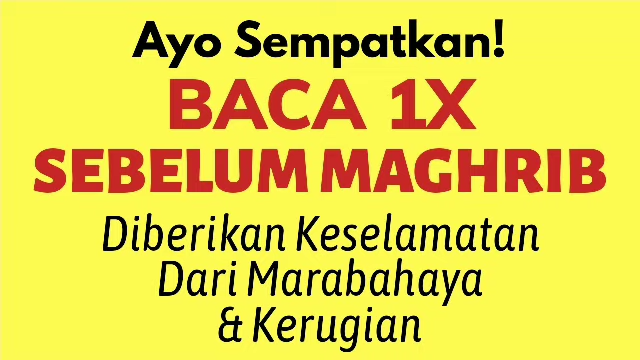 Ayo Sempatkan!
BACA 1X
SEBELUM MAGHRIB
Diberikan Keselamatan
Dari Marabahaya
& Kerugian